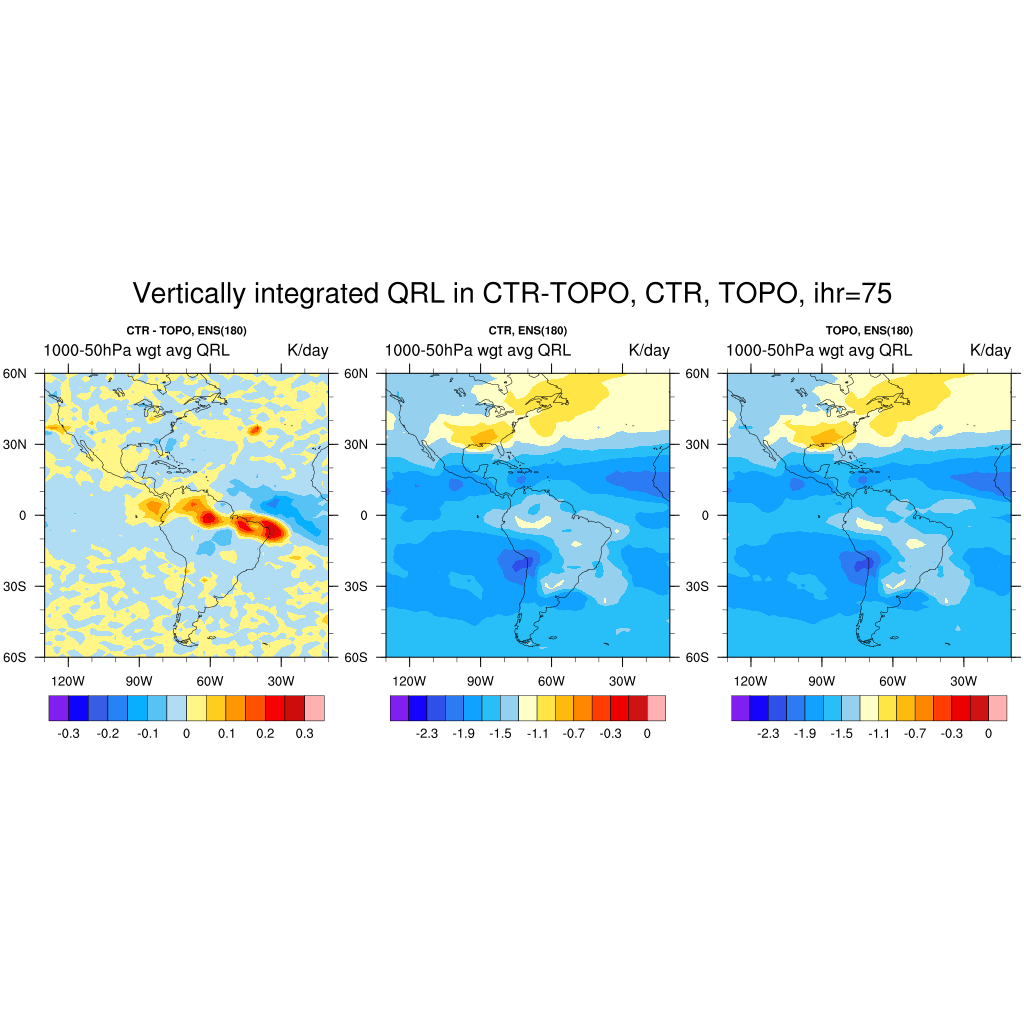 Vertically integrated QRL in CTR-TOPO, CTR, TOPO, ihr=75
CTR - TOPO, ENS(180)
1000-50hPa wgt avg QRL K/day
60N
30N
0
30S
60S
120W 90W 60W 30W
-0.3 -0.2 -0.1 0 0.1 0.2 0.3
CTR, ENS(180)
1000-50hPa wgt avg QRL K/day
60N
30N
0
30S
60S
120W 90W 60W 30W
-2.3 -1.9 -1.5 -1.1 -0.7 -0.3 0
TOPO, ENS(180)
1000-50hPa wgt avg QRL K/day
60N
30N
0
30S
60S
120W 90W 60W 30W
-2.3 -1.9 -1.5 -1.1 -0.7 -0.3 0